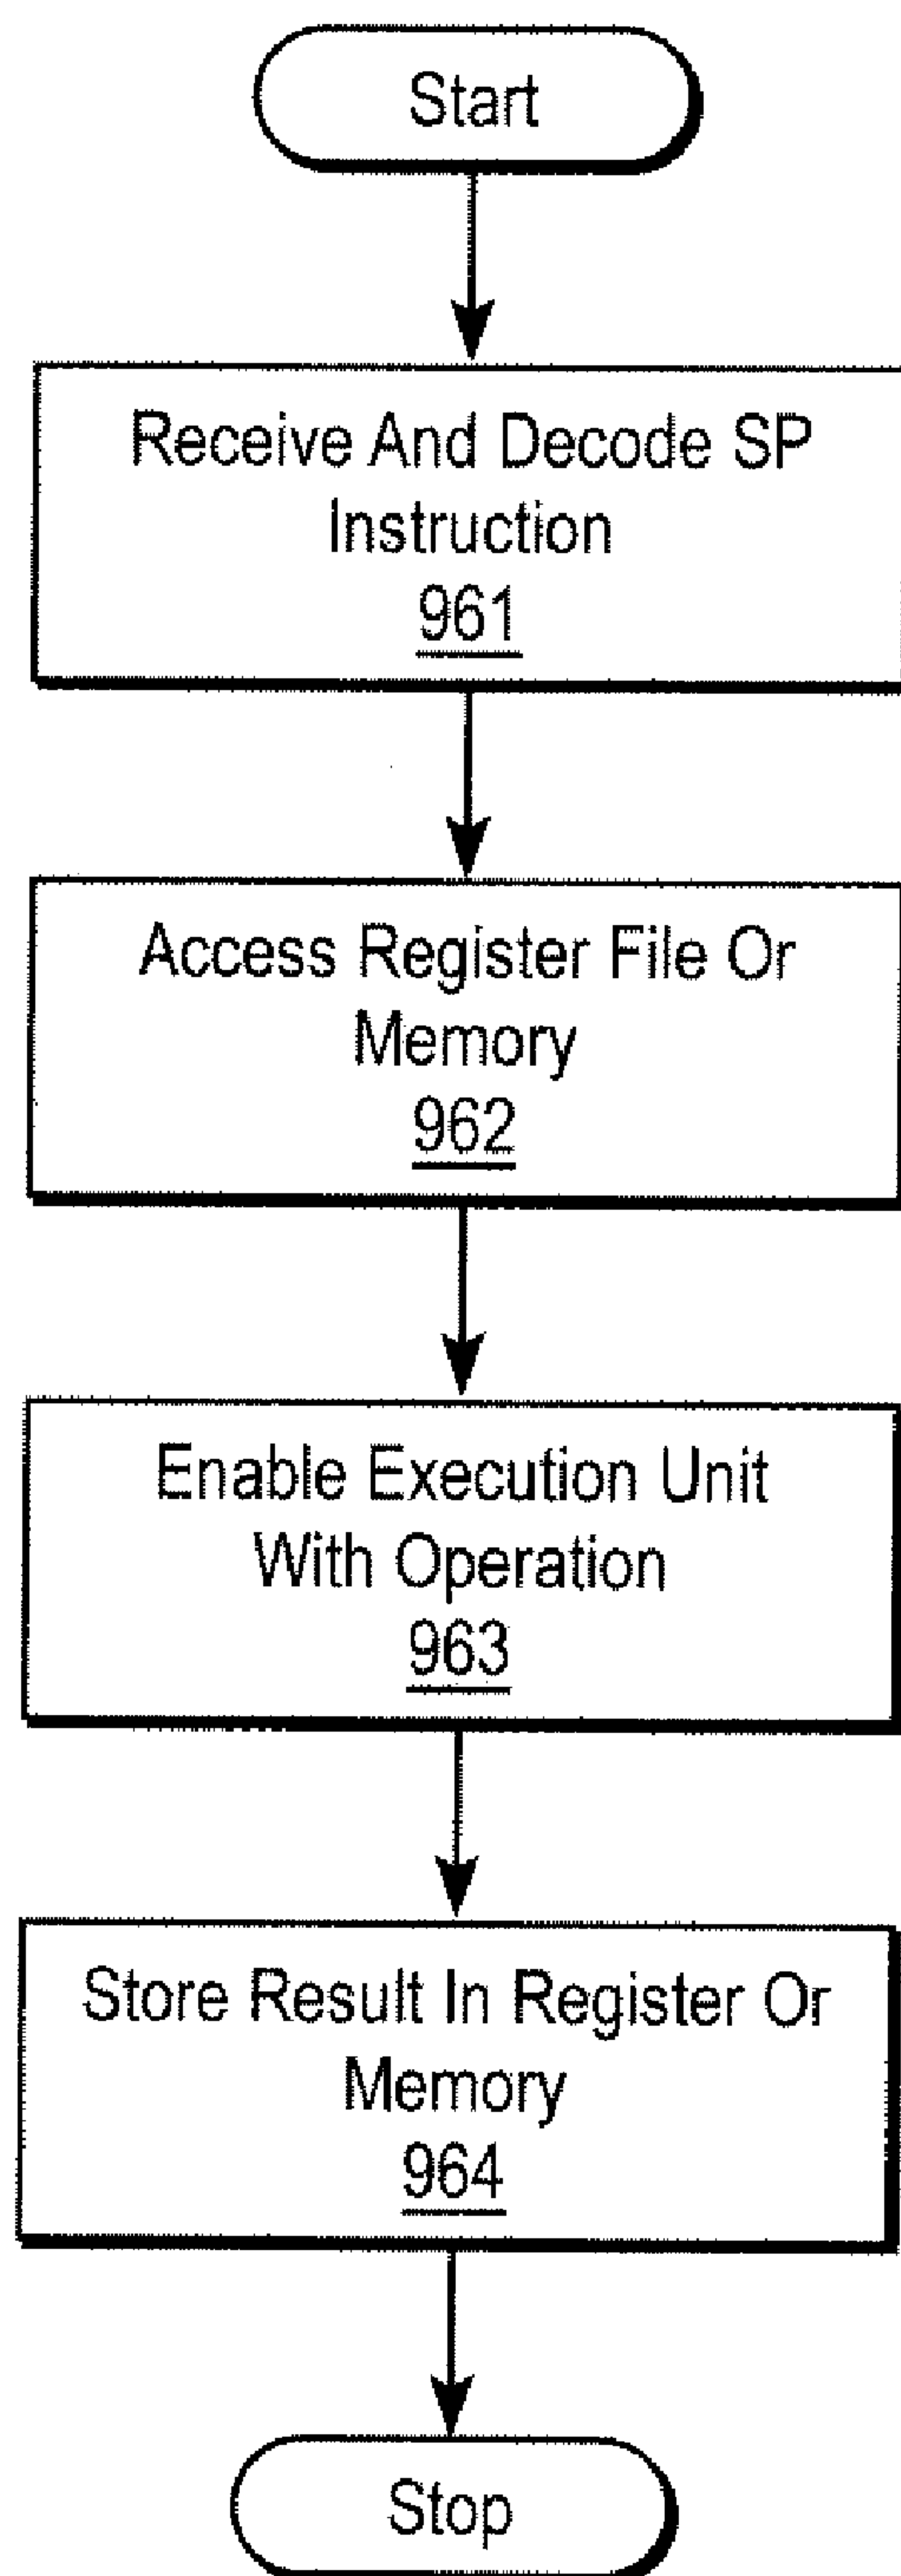 Start
Receive And Decode SP
Instruction
961
Access Register File Or
Memory
962
Enable Execution Unit
With Operation
963
Store Result In Register Or
Memory
964
Stop